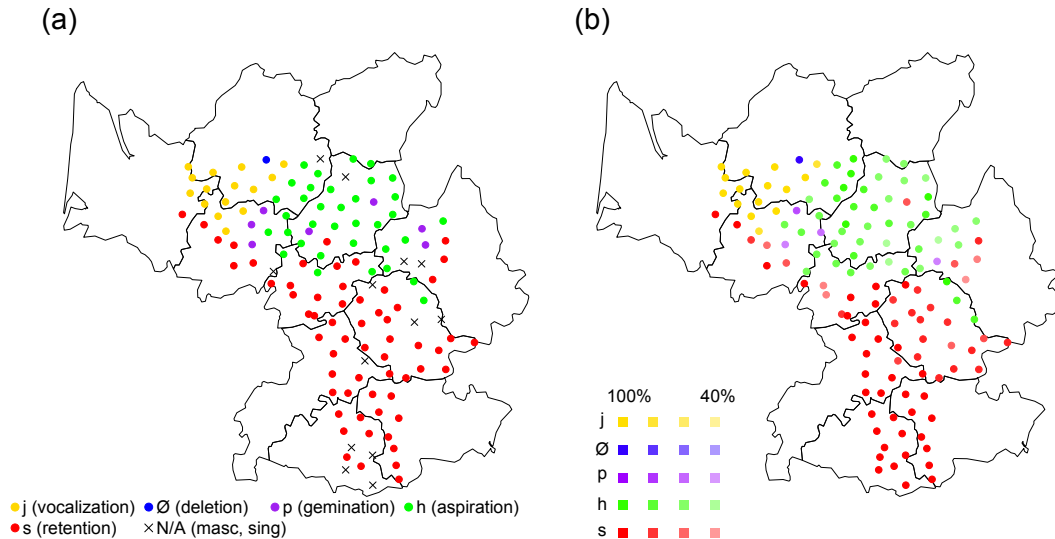 (a)
(b)
100% 40%
j
Ø
p
h
s
j (vocalization) Ø (deletion) p (gemination) h (aspiration)
s (retention) N/A (masc, sing)